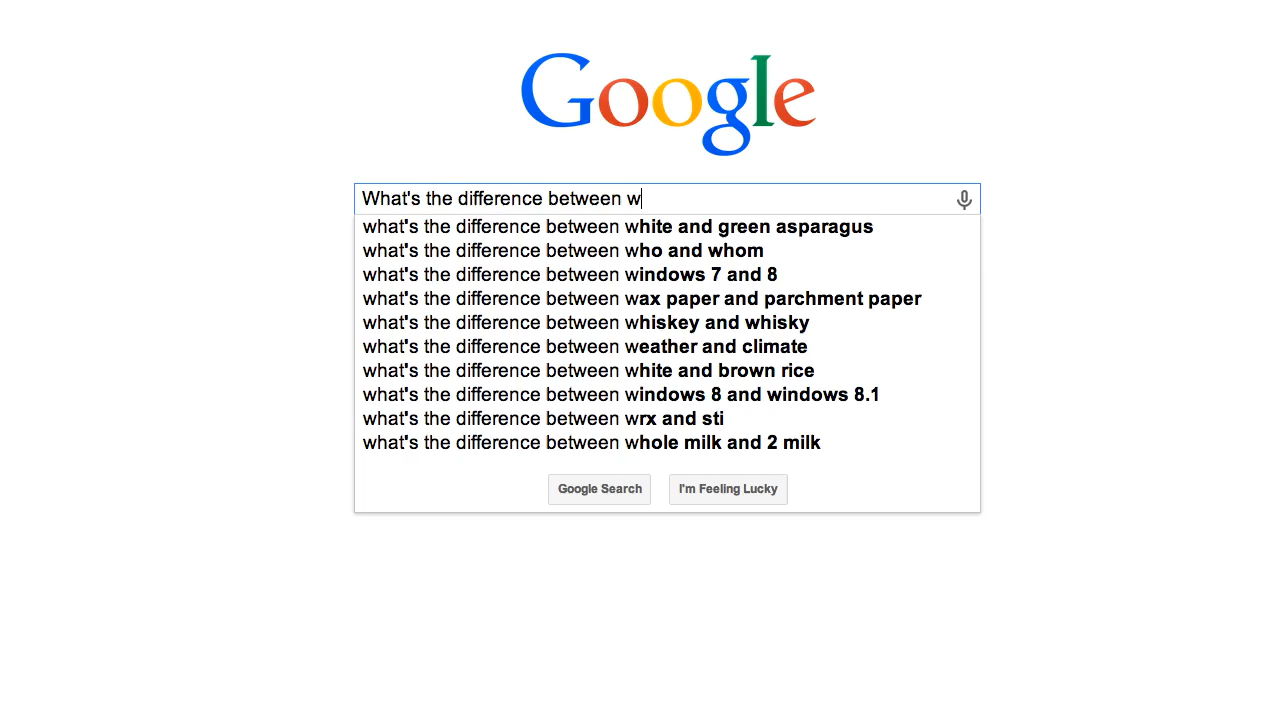 Google
What's the difference between w
what's the difference between white and green asparagus
what's the difference between who and whom
what's the difference between windows 7 and 8
what's the difference between wax paper and parchment paper
what's the difference between whiskey and whisky
what's the difference between weather and climate
what's the difference between white and brown rice
what's the difference between windows 8 and windows 8.1
what's the difference between wrx and sti
what's the difference between whole milk and 2 milk
Google Search I'm Feeling Lucky